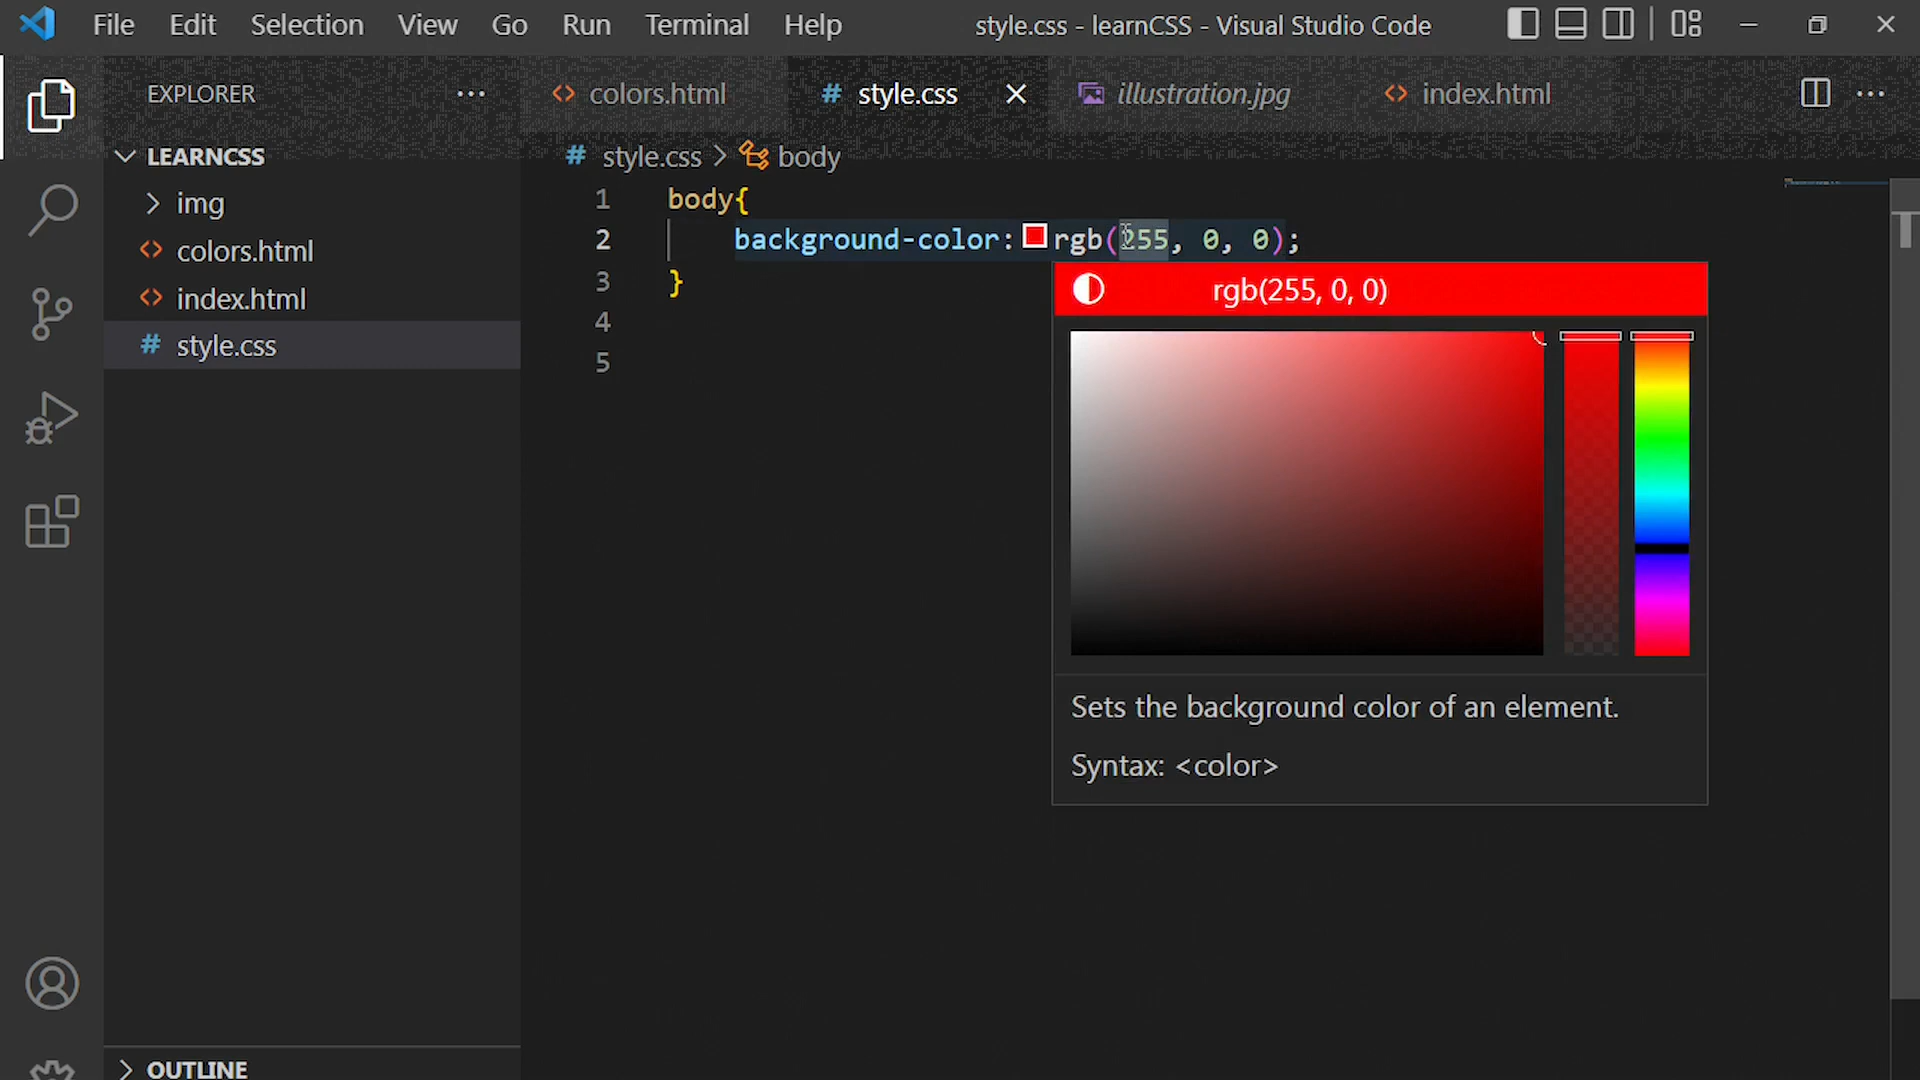 File Edit Selection View Go Run Terminal Help style.css - learnCSS - Visual Studio Code
EXPLORER ··· <> colors.html # style.css × illustration.jpg <> index.html ···
LEARNCSS # style.css > body
img
<> colors.html
<> index.html
# style.css
1 body{
2 background-color: rgb(255, 0, 0);
3 }
4
5
rgb(255, 0, 0)
Sets the background color of an element.
Syntax: <color>
OUTLINE